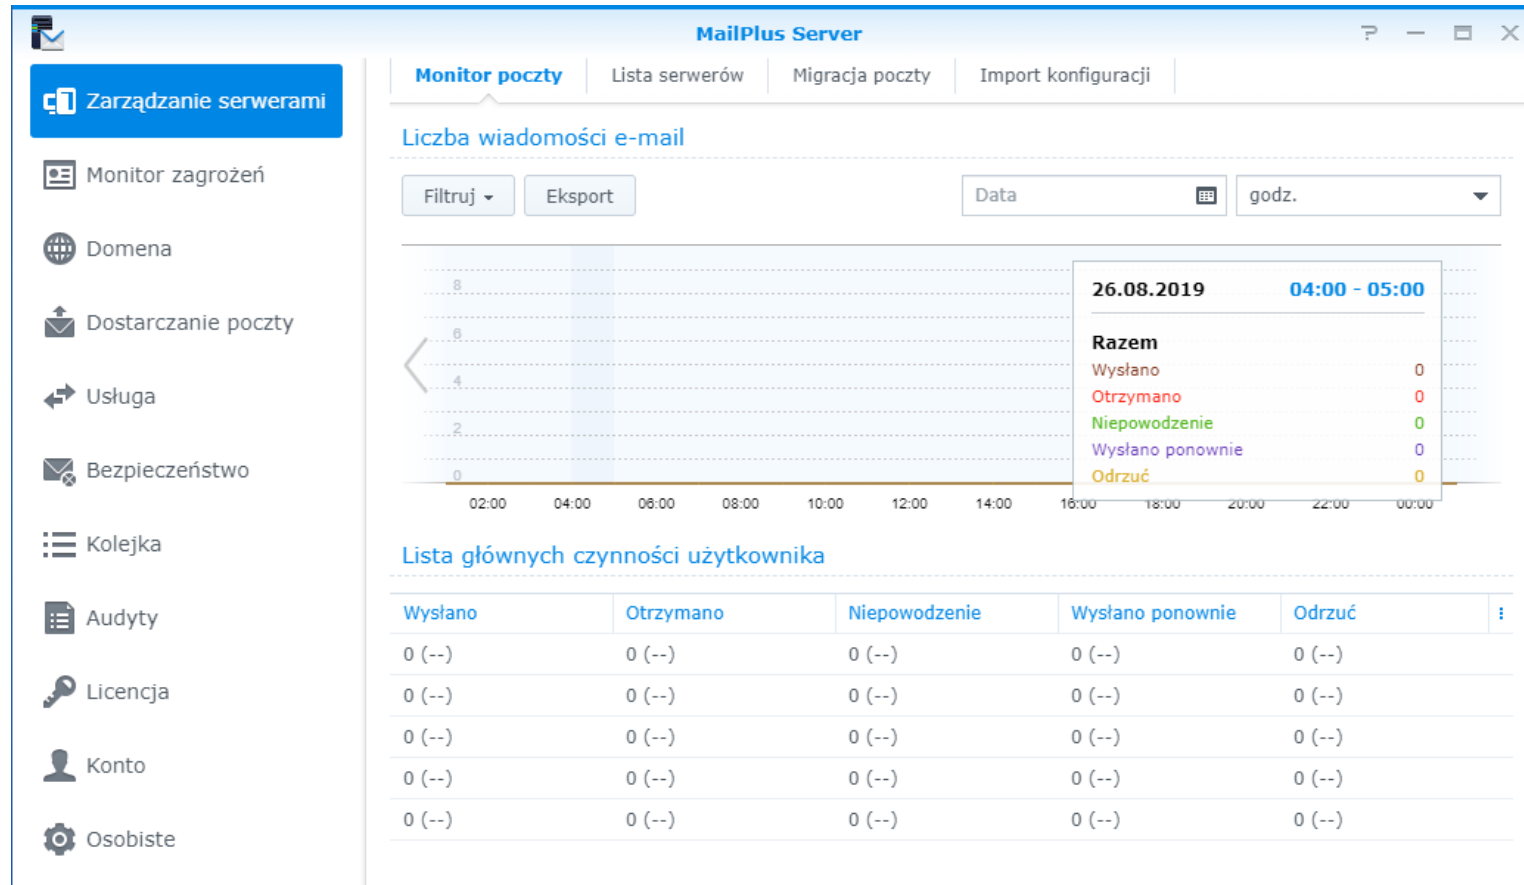 MailPlus Server
Zarządzanie serwerami
Monitor zagrożeń
Domena
Dostarczanie poczty
Usługa
Bezpieczeństwo
Kolejka
Audyty
Licencja
Konto
Osobiste
Monitor poczty Lista serwerów Migracja poczty Import konfiguracji
Liczba wiadomości e-mail
Filtruj Eksport Data godz.
8
6
4
2
0
02:00 04:00 06:00 08:00 10:00 12:00 14:00 16:00 18:00 20:00 22:00 00:00
26.08.2019 04:00 - 05:00
Razem
Wysłano 0
Otrzymano 0
Niepowodzenie 0
Wysłano ponownie 0
Odrzuć 0
Lista głównych czynności użytkownika
Wysłano Otrzymano Niepowodzenie Wysłano ponownie Odrzuć
0 (--) 0 (--) 0 (--) 0 (--) 0 (--)
0 (--) 0 (--) 0 (--) 0 (--) 0 (--)
0 (--) 0 (--) 0 (--) 0 (--) 0 (--)
0 (--) 0 (--) 0 (--) 0 (--) 0 (--)
0 (--) 0 (--) 0 (--) 0 (--) 0 (--)